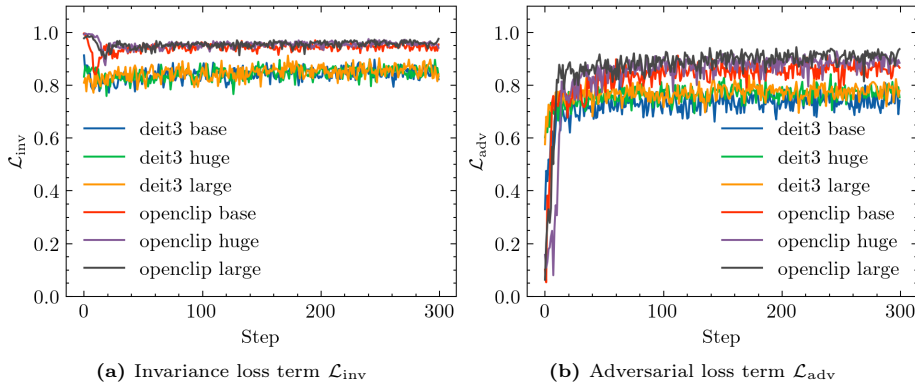 1.0
0.8
0.6
0.4
0.2
0.0
ℒinv
deit3 base
deit3 huge
deit3 large
openclip base
openclip huge
openclip large
0 100 200 300
Step
(a) Invariance loss term ℒinv
1.0
0.8
0.6
0.4
0.2
0.0
ℒadv
deit3 base
deit3 huge
deit3 large
openclip base
openclip huge
openclip large
0 100 200 300
Step
(b) Adversarial loss term ℒadv